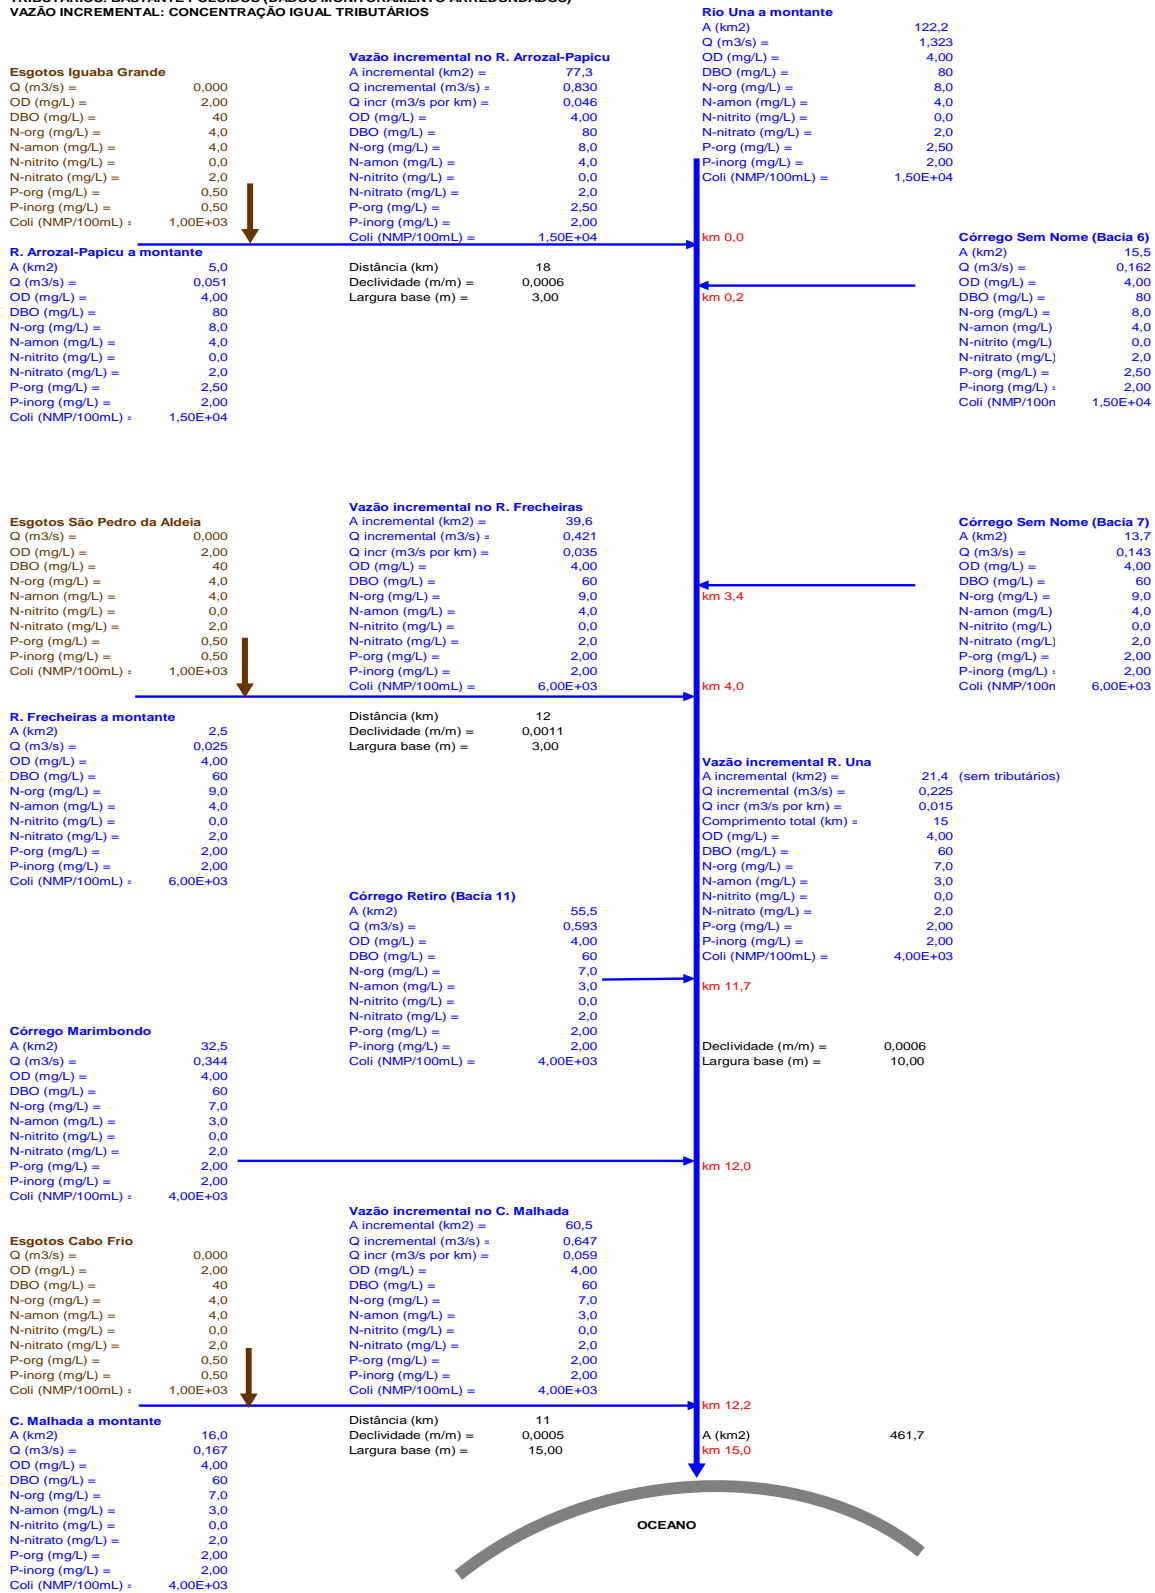 VAZÃO INCREMENTAL: CONCENTRAÇÃO IGUAL TRIBUTÁRIOS
Rio Una a montante
A (km2) 122,2
Q (m3/s) = 1,323
OD (mg/L) = 4,00
DBO (mg/L) = 80
N-org (mg/L) = 8,0
N-amon (mg/L) = 4,0
N-nitrito (mg/L) = 0,0
N-nitrato (mg/L) = 2,0
P-org (mg/L) = 2,50
P-inorg (mg/L) = 2,00
Coli (NMP/100mL) = 1,50E+04
Vazão incremental no R. Arrozal-Papicu
A incremental (km2) = 77,3
Q incremental (m3/s) = 0,830
Q incr (m3/s por km) = 0,046
OD (mg/L) = 4,00
DBO (mg/L) = 80
N-org (mg/L) = 8,0
N-amon (mg/L) = 4,0
N-nitrito (mg/L) = 0,0
N-nitrato (mg/L) = 2,0
P-org (mg/L) = 2,50
P-inorg (mg/L) = 2,00
Coli (NMP/100mL) = 1,50E+04
Esgotos Iguaba Grande
Q (m3/s) = 0,000
OD (mg/L) = 2,00
DBO (mg/L) = 40
N-org (mg/L) = 4,0
N-amon (mg/L) = 4,0
N-nitrito (mg/L) = 0,0
N-nitrato (mg/L) = 2,0
P-org (mg/L) = 0,50
P-inorg (mg/L) = 0,50
Coli (NMP/100mL) = 1,00E+03
km 0,0
R. Arrozal-Papicu a montante
A (km2) 5,0
Q (m3/s) = 0,051
OD (mg/L) = 4,00
DBO (mg/L) = 80
N-org (mg/L) = 8,0
N-amon (mg/L) = 4,0
N-nitrito (mg/L) = 0,0
N-nitrato (mg/L) = 2,0
P-org (mg/L) = 2,50
P-inorg (mg/L) = 2,00
Coli (NMP/100mL) = 1,50E+04
Distância (km) 18
Declividade (m/m) = 0,0006
Largura base (m) = 3,00
km 0,2
Córrego Sem Nome (Bacia 6)
A (km2) 15,5
Q (m3/s) = 0,162
OD (mg/L) = 4,00
DBO (mg/L) = 80
N-org (mg/L) = 8,0
N-amon (mg/L) 4,0
N-nitrito (mg/L) 0,0
N-nitrato (mg/L) 2,0
P-org (mg/L) = 2,50
P-inorg (mg/L) = 2,00
Coli (NMP/100n 1,50E+04
Esgotos São Pedro da Aldeia
Q (m3/s) = 0,000
OD (mg/L) = 2,00
DBO (mg/L) = 40
N-org (mg/L) = 4,0
N-amon (mg/L) = 4,0
N-nitrito (mg/L) = 0,0
N-nitrato (mg/L) = 2,0
P-org (mg/L) = 0,50
P-inorg (mg/L) = 0,50
Coli (NMP/100mL) = 1,00E+03
Vazão incremental no R. Frecheiras
A incremental (km2) = 39,6
Q incremental (m3/s) = 0,421
Q incr (m3/s por km) = 0,035
OD (mg/L) = 4,00
DBO (mg/L) = 60
N-org (mg/L) = 9,0
N-amon (mg/L) = 4,0
N-nitrito (mg/L) = 0,0
N-nitrato (mg/L) = 2,0
P-org (mg/L) = 2,00
P-inorg (mg/L) = 2,00
Coli (NMP/100mL) = 6,00E+03
km 3,4
km 4,0
Córrego Sem Nome (Bacia 7)
A (km2) 13,7
Q (m3/s) = 0,143
OD (mg/L) = 4,00
DBO (mg/L) = 60
N-org (mg/L) = 9,0
N-amon (mg/L) 4,0
N-nitrito (mg/L) 0,0
N-nitrato (mg/L) 2,0
P-org (mg/L) = 2,00
P-inorg (mg/L) = 2,00
Coli (NMP/100n 6,00E+03
R. Frecheiras a montante
A (km2) 2,5
Q (m3/s) = 0,025
OD (mg/L) = 4,00
DBO (mg/L) = 60
N-org (mg/L) = 9,0
N-amon (mg/L) = 4,0
N-nitrito (mg/L) = 0,0
N-nitrato (mg/L) = 2,0
P-org (mg/L) = 2,00
P-inorg (mg/L) = 2,00
Coli (NMP/100mL) = 6,00E+03
Distância (km) 12
Declividade (m/m) = 0,0011
Largura base (m) = 3,00
Vazão incremental R. Una
A incremental (km2) = 21,4 (sem tributários)
Q incremental (m3/s) = 0,225
Q incr (m3/s por km) = 0,015
Comprimento total (km) = 15
OD (mg/L) = 4,00
DBO (mg/L) = 60
N-org (mg/L) = 7,0
N-amon (mg/L) = 3,0
N-nitrito (mg/L) = 0,0
N-nitrato (mg/L) = 2,0
P-org (mg/L) = 2,00
P-inorg (mg/L) = 2,00
Coli (NMP/100mL) = 4,00E+03
Córrego Retiro (Bacia 11)
A (km2) 55,5
Q (m3/s) = 0,593
OD (mg/L) = 4,00
DBO (mg/L) = 60
N-org (mg/L) = 7,0
N-amon (mg/L) = 3,0
N-nitrito (mg/L) = 0,0
N-nitrato (mg/L) = 2,0
P-org (mg/L) = 2,00
P-inorg (mg/L) = 2,00
Coli (NMP/100mL) = 4,00E+03
km 11,7
Declividade (m/m) = 0,0006
Largura base (m) = 10,00
Córrego Marimbondo
A (km2) 32,5
Q (m3/s) = 0,344
OD (mg/L) = 4,00
DBO (mg/L) = 60
N-org (mg/L) = 7,0
N-amon (mg/L) = 3,0
N-nitrito (mg/L) = 0,0
N-nitrato (mg/L) = 2,0
P-org (mg/L) = 2,00
P-inorg (mg/L) = 2,00
Coli (NMP/100mL) = 4,00E+03
km 12,0
Vazão incremental no C. Malhada
A incremental (km2) = 60,5
Q incremental (m3/s) = 0,647
Q incr (m3/s por km) = 0,059
OD (mg/L) = 4,00
DBO (mg/L) = 60
N-org (mg/L) = 7,0
N-amon (mg/L) = 3,0
N-nitrito (mg/L) = 0,0
N-nitrato (mg/L) = 2,0
P-org (mg/L) = 2,00
P-inorg (mg/L) = 2,00
Coli (NMP/100mL) = 4,00E+03
Esgotos Cabo Frio
Q (m3/s) = 0,000
OD (mg/L) = 2,00
DBO (mg/L) = 40
N-org (mg/L) = 4,0
N-amon (mg/L) = 4,0
N-nitrito (mg/L) = 0,0
N-nitrato (mg/L) = 2,0
P-org (mg/L) = 0,50
P-inorg (mg/L) = 0,50
Coli (NMP/100mL) = 1,00E+03
km 12,2
C. Malhada a montante
A (km2) 16,0
Q (m3/s) = 0,167
OD (mg/L) = 4,00
DBO (mg/L) = 60
N-org (mg/L) = 7,0
N-amon (mg/L) = 3,0
N-nitrito (mg/L) = 0,0
N-nitrato (mg/L) = 2,0
P-org (mg/L) = 2,00
P-inorg (mg/L) = 2,00
Coli (NMP/100mL) = 4,00E+03
Distância (km) 11
Declividade (m/m) = 0,0005
Largura base (m) = 15,00
A (km2) 461,7
km 15,0
OCEANO